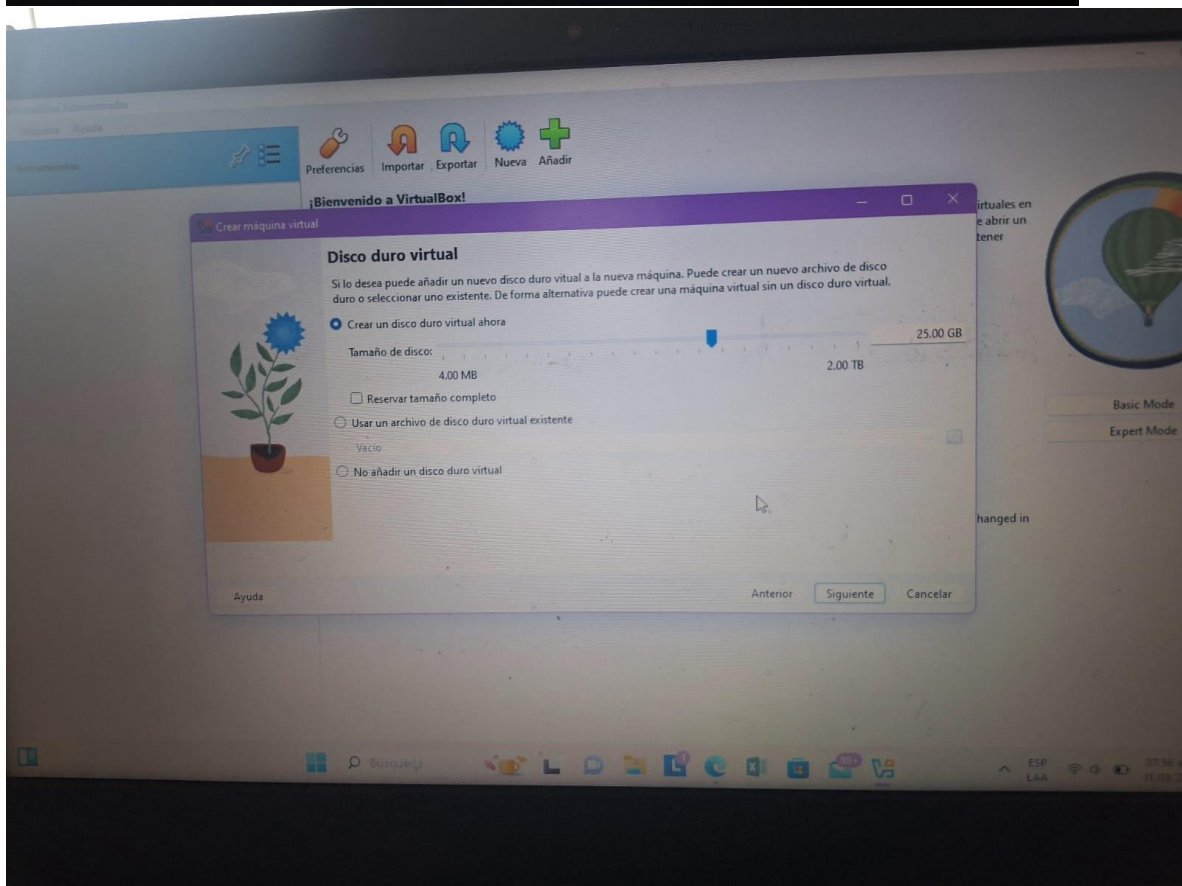 Preferencias
Importar
Exportar
Nueva
Añadir
¡Bienvenido a VirtualBox!
irtuales en
e abrir un
tener
Crear máquina virtual
Disco duro virtual
Si lo desea puede añadir un nuevo disco duro vitual a la nueva máquina. Puede crear un nuevo archivo de disco
duro o seleccionar uno existente. De forma alternativa puede crear una máquina virtual sin un disco duro virtual.
Crear un disco duro virtual ahora
Tamaño de disco:
25.00 GB
4.00 MB
2.00 TB
Reservar tamaño completo
Usar un archivo de disco duro virtual existente
Vacío
No añadir un disco duro virtual
Basic Mode
Expert Mode
hanged in
Ayuda
Anterior
Siguiente
Cancelar
Búsqueda
99+
ESP
LAA
07:56